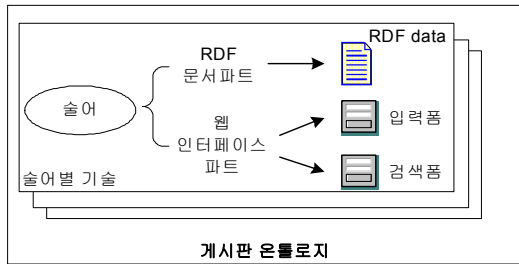 RDF data
RDF
문서파트
술어
웹
인터페이스
파트
입력폼
검색폼
술어별 기술
게시판 온톨로지